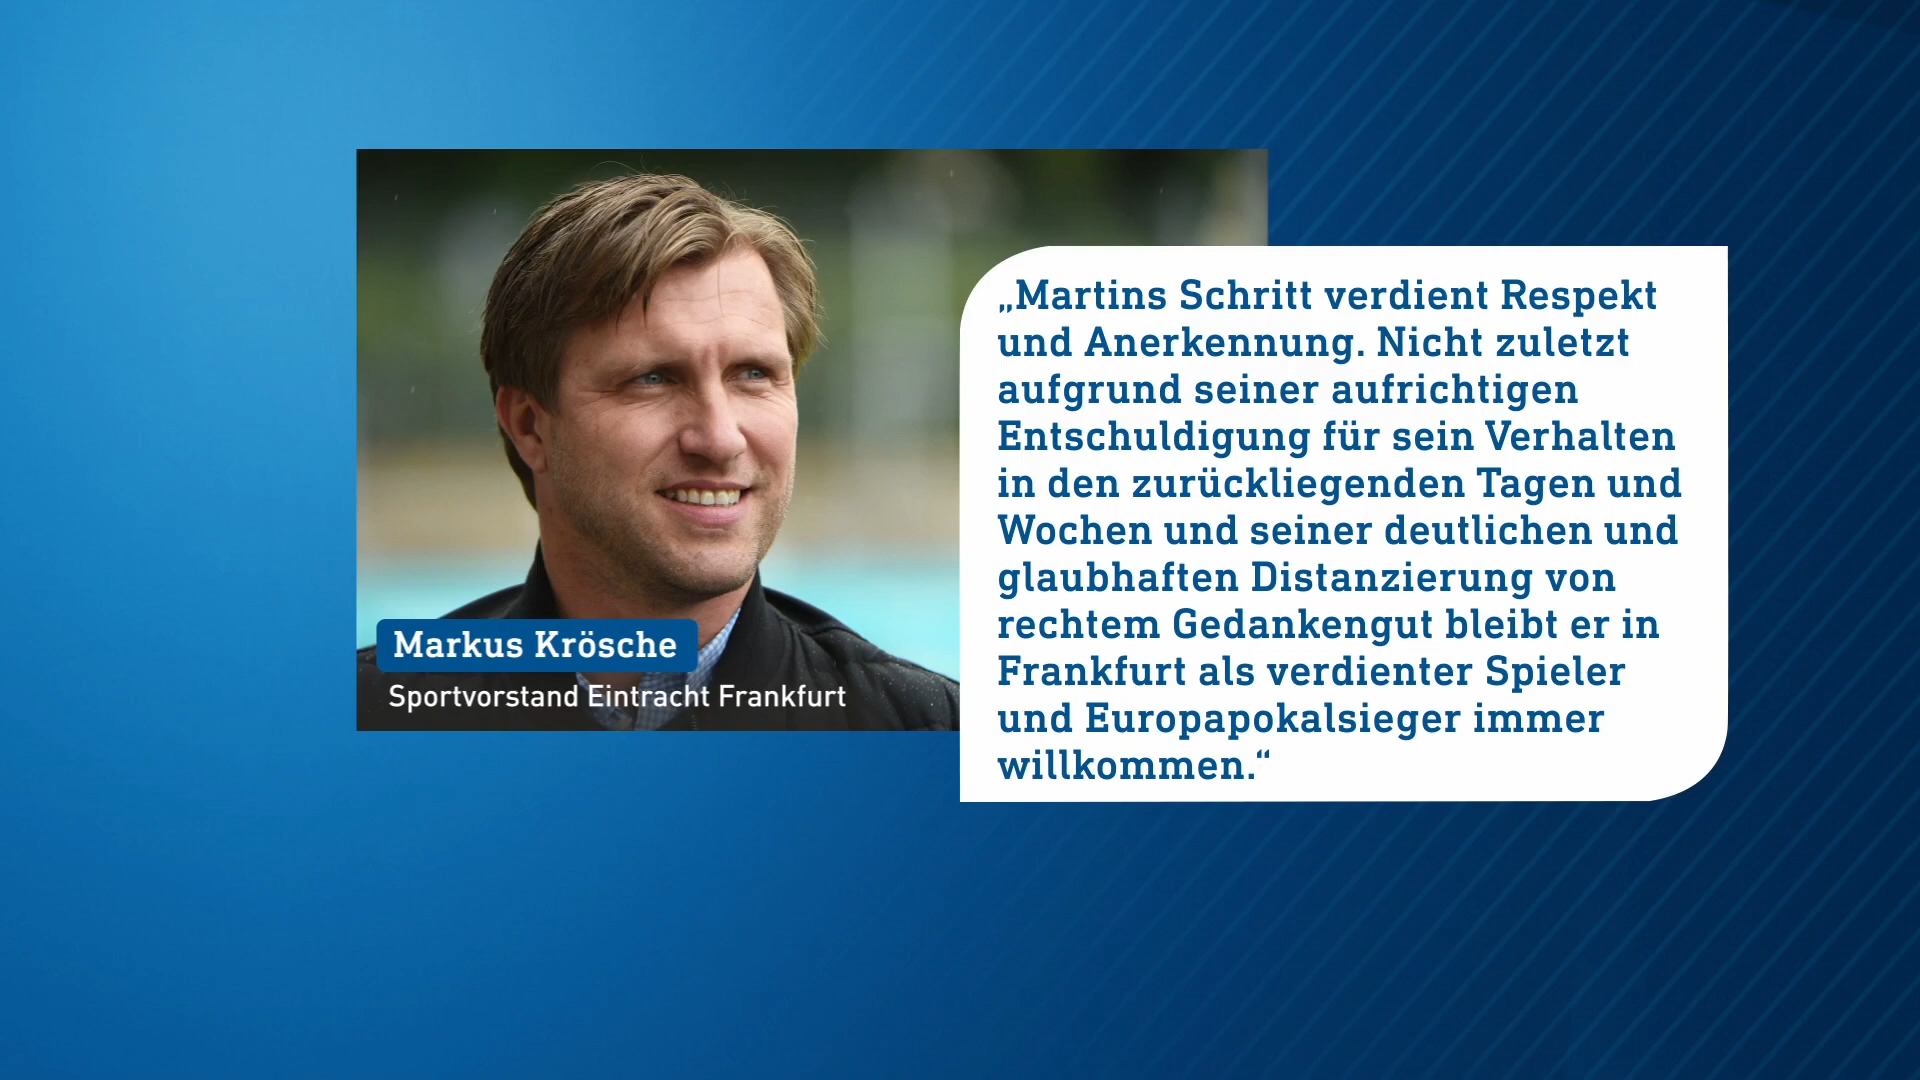 „Martins Schritt verdient Respekt
und Anerkennung. Nicht zuletzt
aufgrund seiner aufrichtigen
Entschuldigung für sein Verhalten
in den zurückliegenden Tagen und
Wochen und seiner deutlichen und
glaubhaften Distanzierung von
rechtem Gedankengut bleibt er in
Frankfurt als verdienter Spieler
und Europapokalsieger immer
willkommen.“
Markus Krösche
Sportvorstand Eintracht Frankfurt